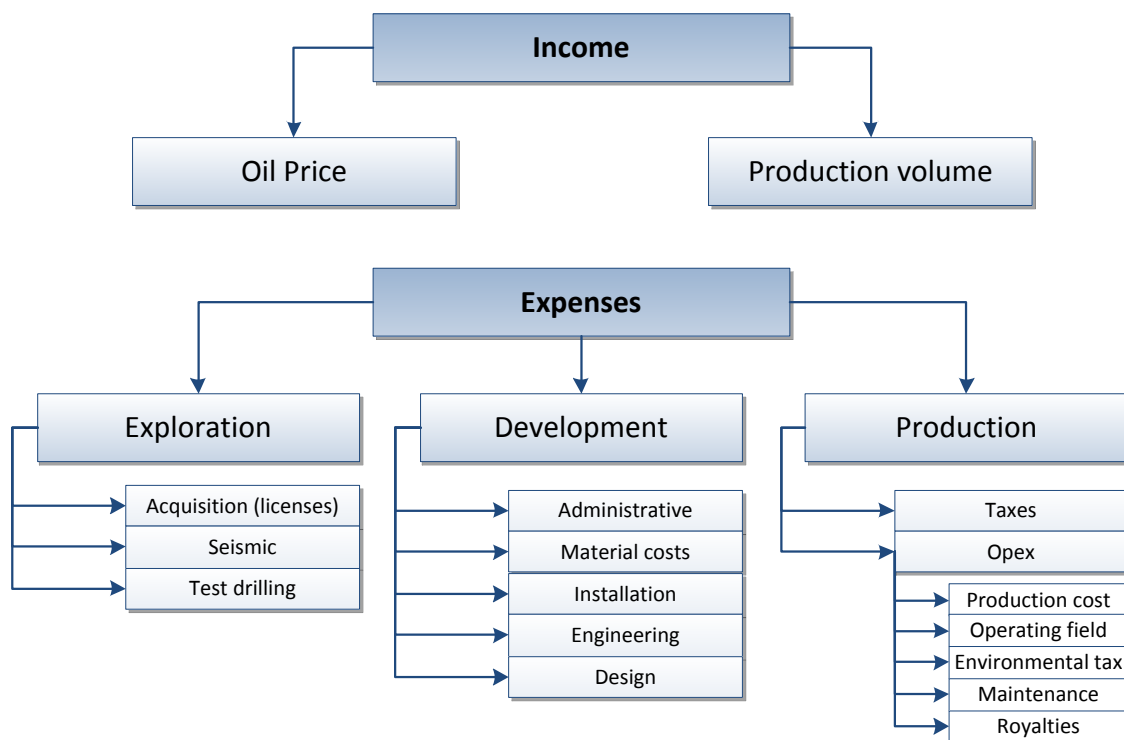 Income
Oil Price
Production volume
Expenses
Exploration
Acquisition (licenses)
Seismic
Test drilling
Development
Administrative
Material costs
Installation
Engineering
Design
Production
Taxes
Opex
Production cost
Operating field
Environmental tax
Maintenance
Royalties